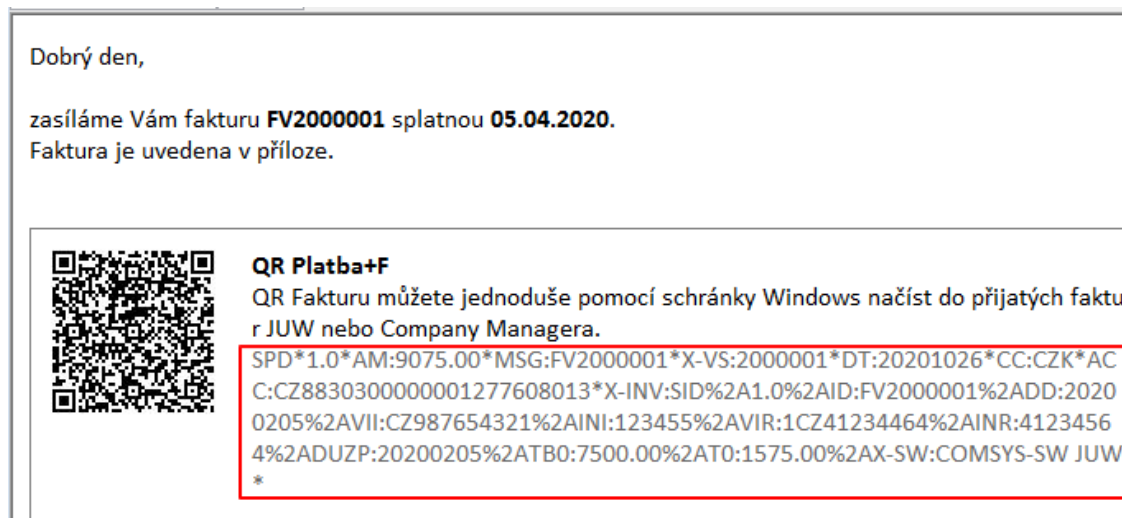 Dobrý den,
zasíláme Vám fakturu FV2000001 splatnou 05.04.2020.
Faktura je uvedena v příloze.
QR Platba+F
QR Fakturu můžete jednoduše pomocí schránky Windows načíst do přijatých faktu
r JUW nebo Company Managera.
SPD*1.0*AM:9075.00*MSG:FV2000001*X-VS:2000001*DT:20201026*CC:CZK*AC
C:CZ8830300000001277608013*X-INV:SID%2A1.0%2AID:FV2000001%2ADD:2020
0205%2AVII:CZ987654321%2AINI:123455%2AVIR:1CZ41234464%2AINR:4123456
4%2ADUZP:20200205%2ATB0:7500.00%2AT0:1575.00%2AX-SW:COMSYS-SW JUW
*